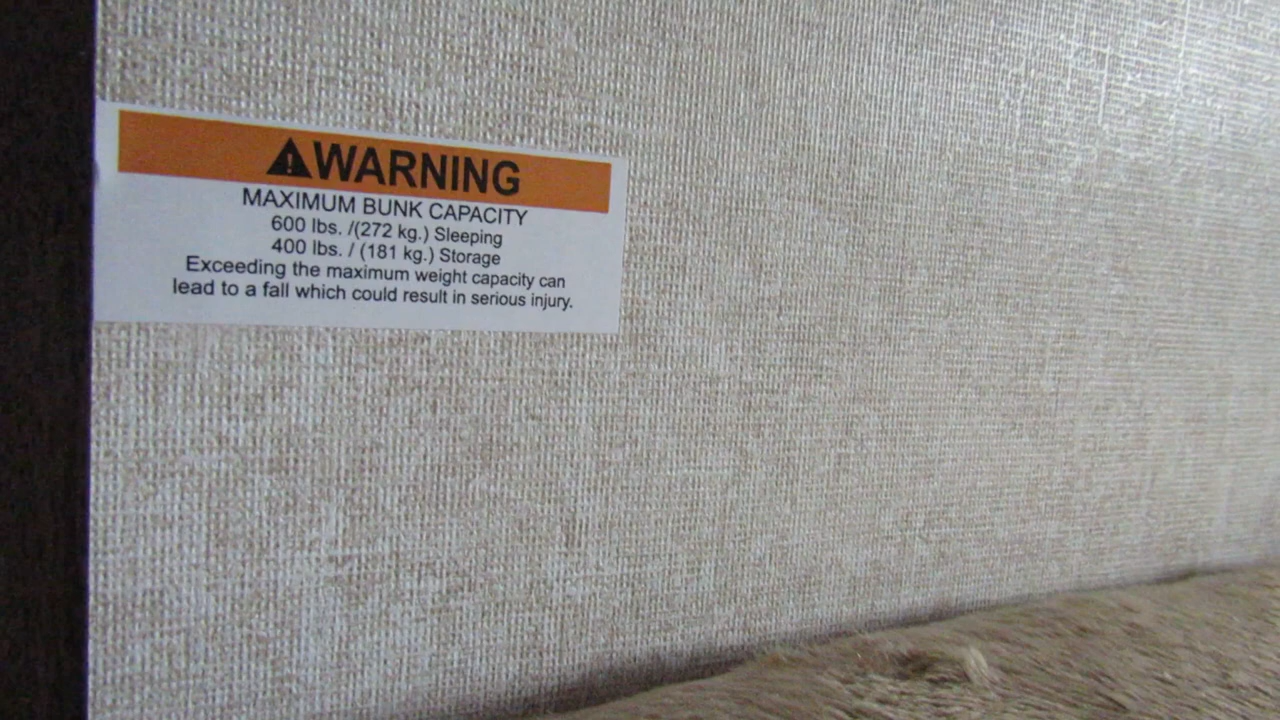 WARNING
MAXIMUM BUNK CAPACITY
600 lbs. /(272 kg.) Sleeping
400 lbs. / (181 kg.) Storage
Exceeding the maximum weight capacity can
lead to a fall which could result in serious injury.